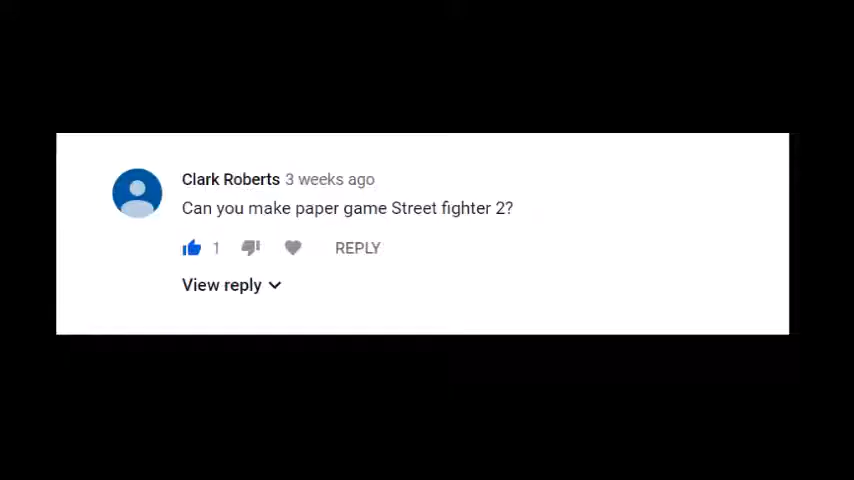 Clark Roberts 3 weeks ago
Can you make paper game Street fighter 2?
1 REPLY
View reply